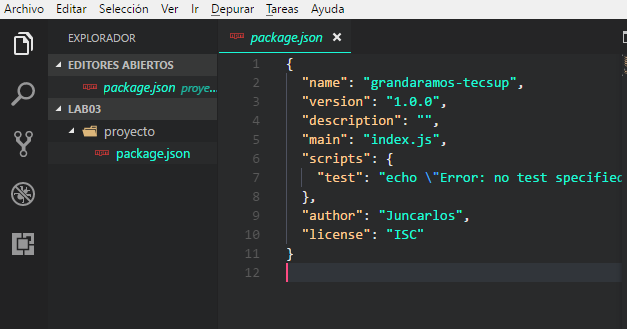 Archivo Editar Selección Ver Ir Depurar Tareas Ayuda
EXPLORADOR
EDITORES ABIERTOS
package.json proye...
LAB03
proyecto
package.json
package.json ×
1 {
2 "name": "grandaramos-tecsup",
3 "version": "1.0.0",
4 "description": "",
5 "main": "index.js",
6 "scripts": {
7 "test": "echo \"Error: no test specified
8 },
9 "author": "Juncarlos",
10 "license": "ISC"
11 }
12